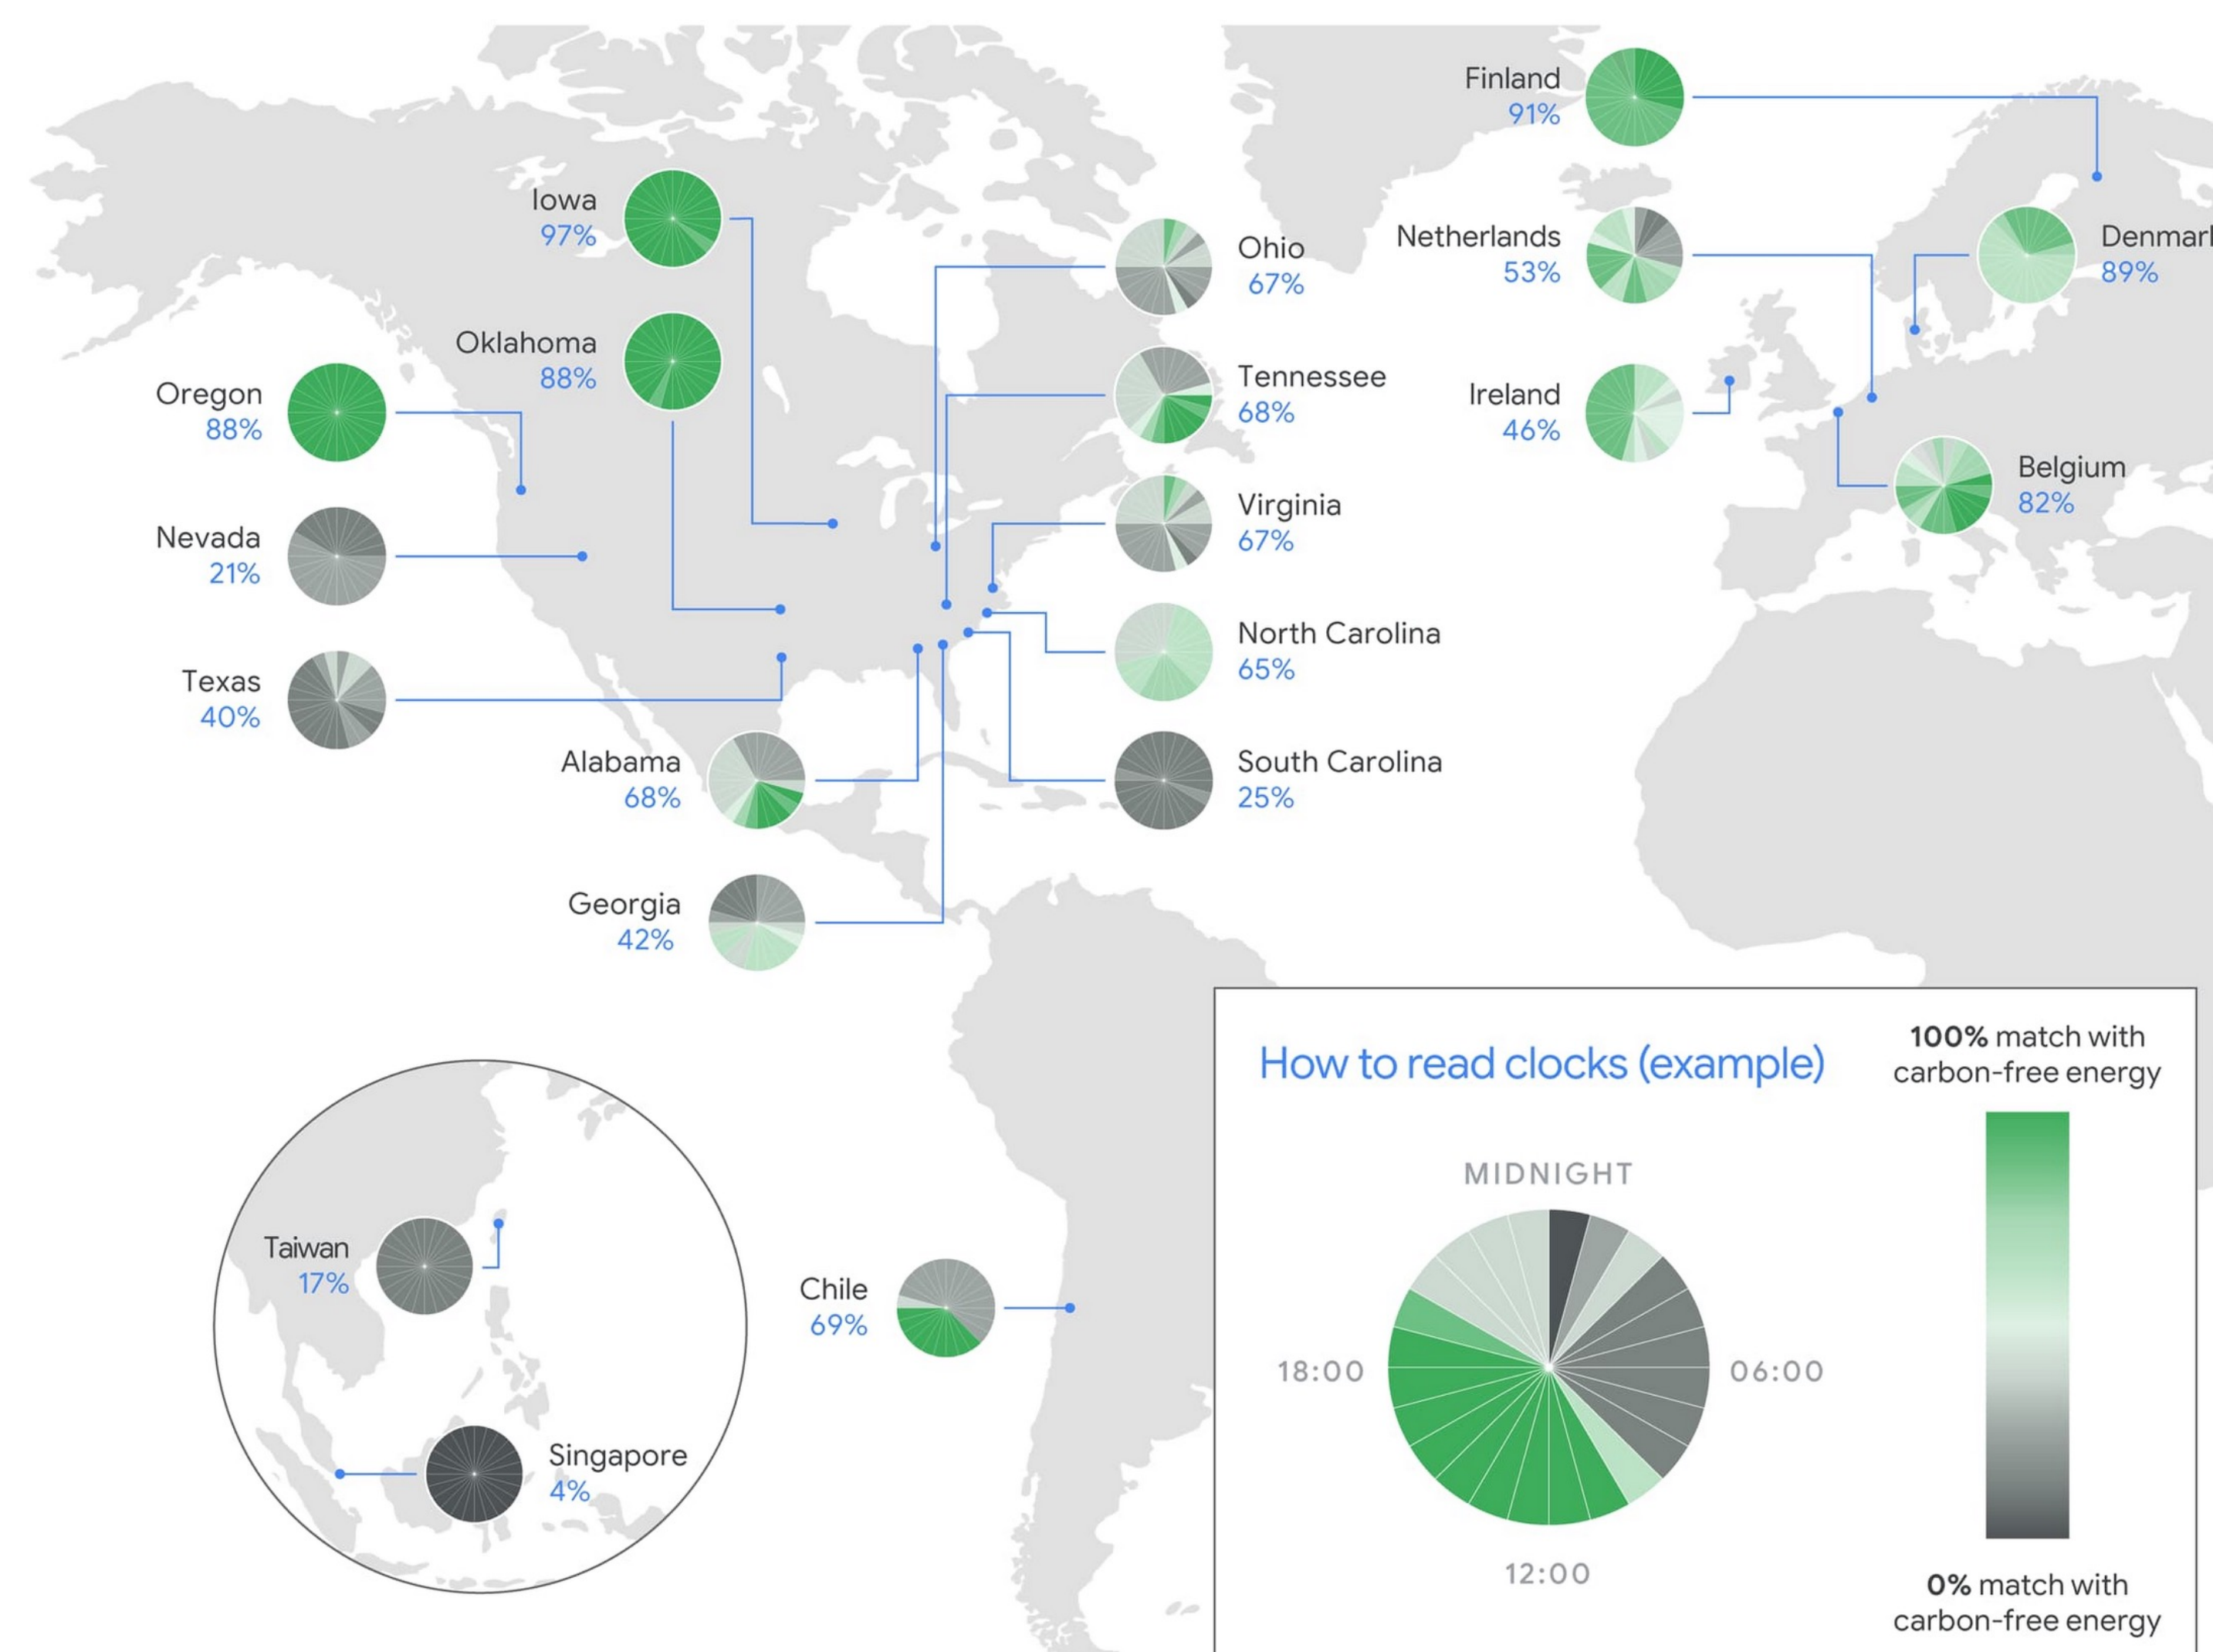 Finland
91%
Iowa
97%
Ohio
67%
Netherlands
53%
Denmark
89%
Oklahoma
88%
Tennessee
68%
Oregon
88%
Ireland
46%
Belgium
82%
Nevada
21%
Virginia
67%
North Carolina
65%
Texas
40%
Alabama
68%
South Carolina
25%
Georgia
42%
Taiwan
17%
Singapore
4%
Chile
69%
How to read clocks (example)
MIDNIGHT
06:00
12:00
18:00
100% match with
carbon-free energy
0% match with
carbon-free energy